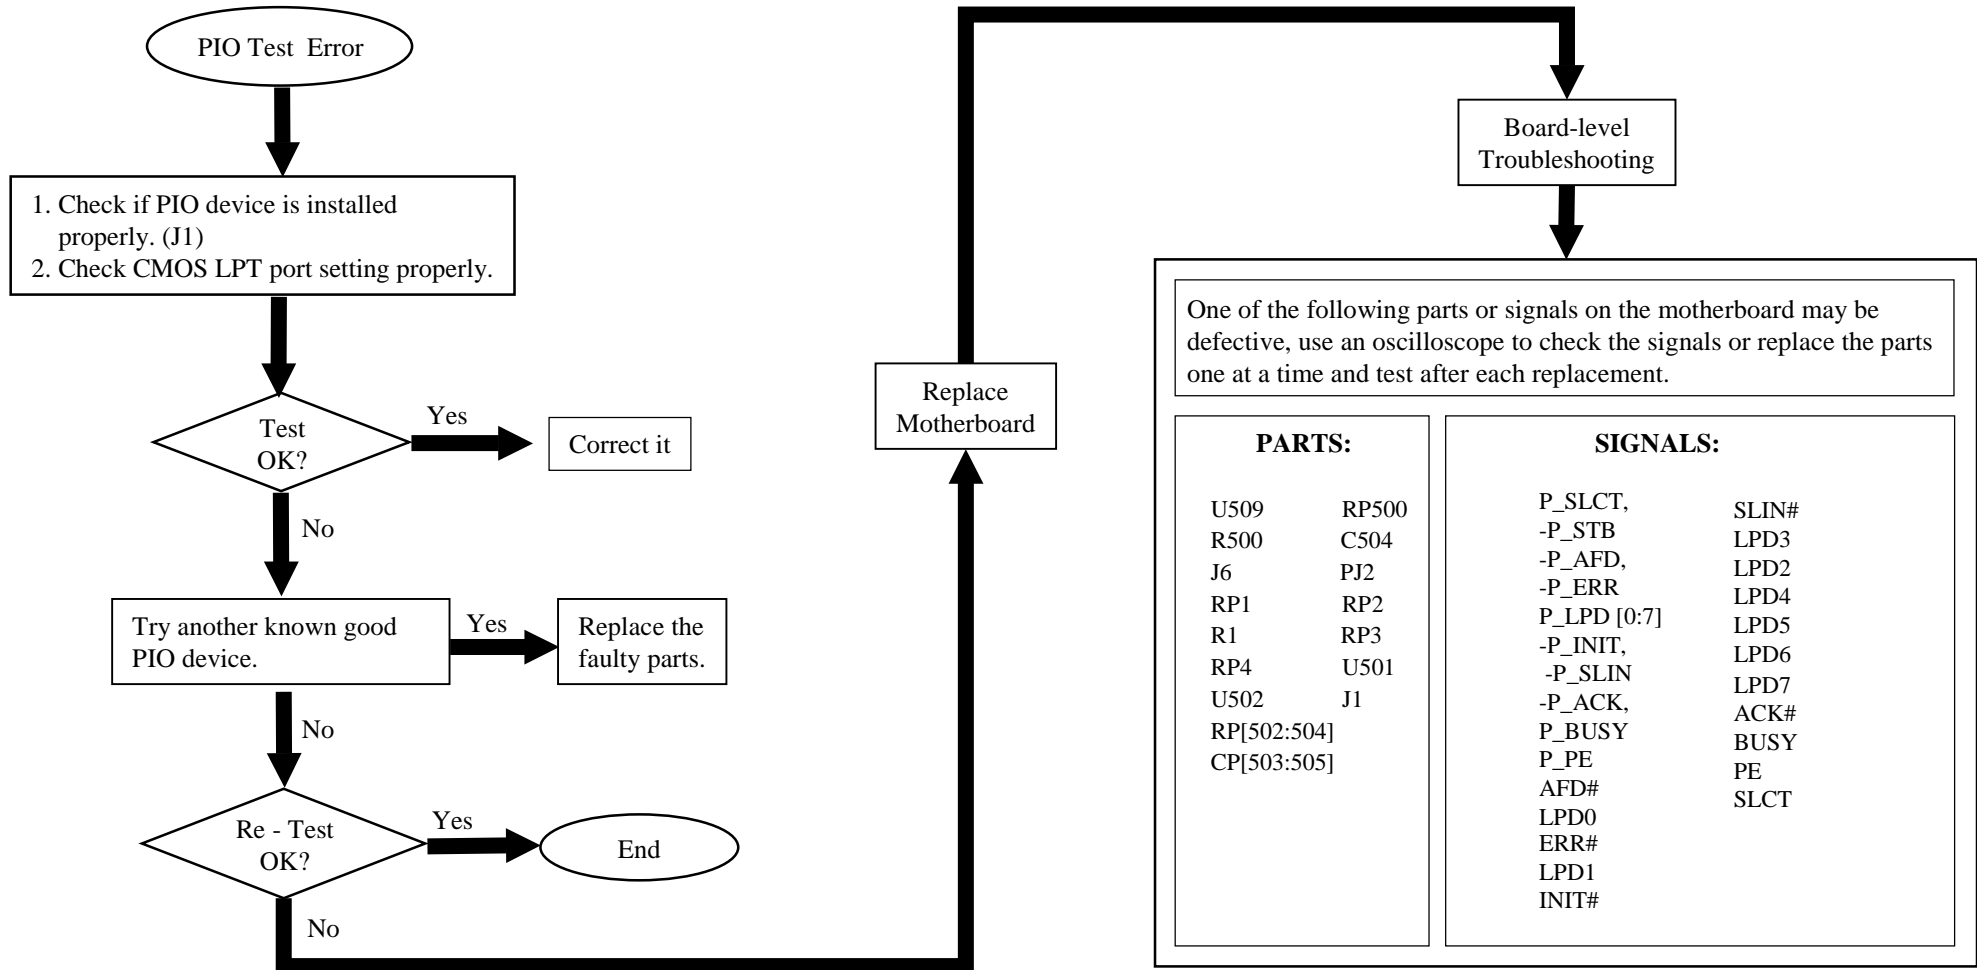 PIO Test Error
1. Check if PIO device is installed
properly. (J1)
2. Check CMOS LPT port setting properly.
Test
OK?
Yes
Correct it
No
Try another known good
PIO device.
Yes
Replace the
faulty parts.
No
Re - Test
OK?
Yes
End
No
Replace
Motherboard
Board-level
Troubleshooting
One of the following parts or signals on the motherboard may be
defective, use an oscilloscope to check the signals or replace the parts
one at a time and test after each replacement.
PARTS:
U509 RP500
R500 C504
J6 PJ2
RP1 RP2
R1 RP3
RP4 U501
U502 J1
RP[502:504]
CP[503:505]
SIGNALS:
P_SLCT,
-P_STB
-P_AFD,
-P_ERR
P_LPD [0:7]
-P_INIT,
-P_SLIN
-P_ACK,
P_BUSY
P_PE
AFD#
LPD0
ERR#
LPD1
INIT#
SLIN#
LPD3
LPD2
LPD4
LPD5
LPD6
LPD7
ACK#
BUSY
PE
SLCT